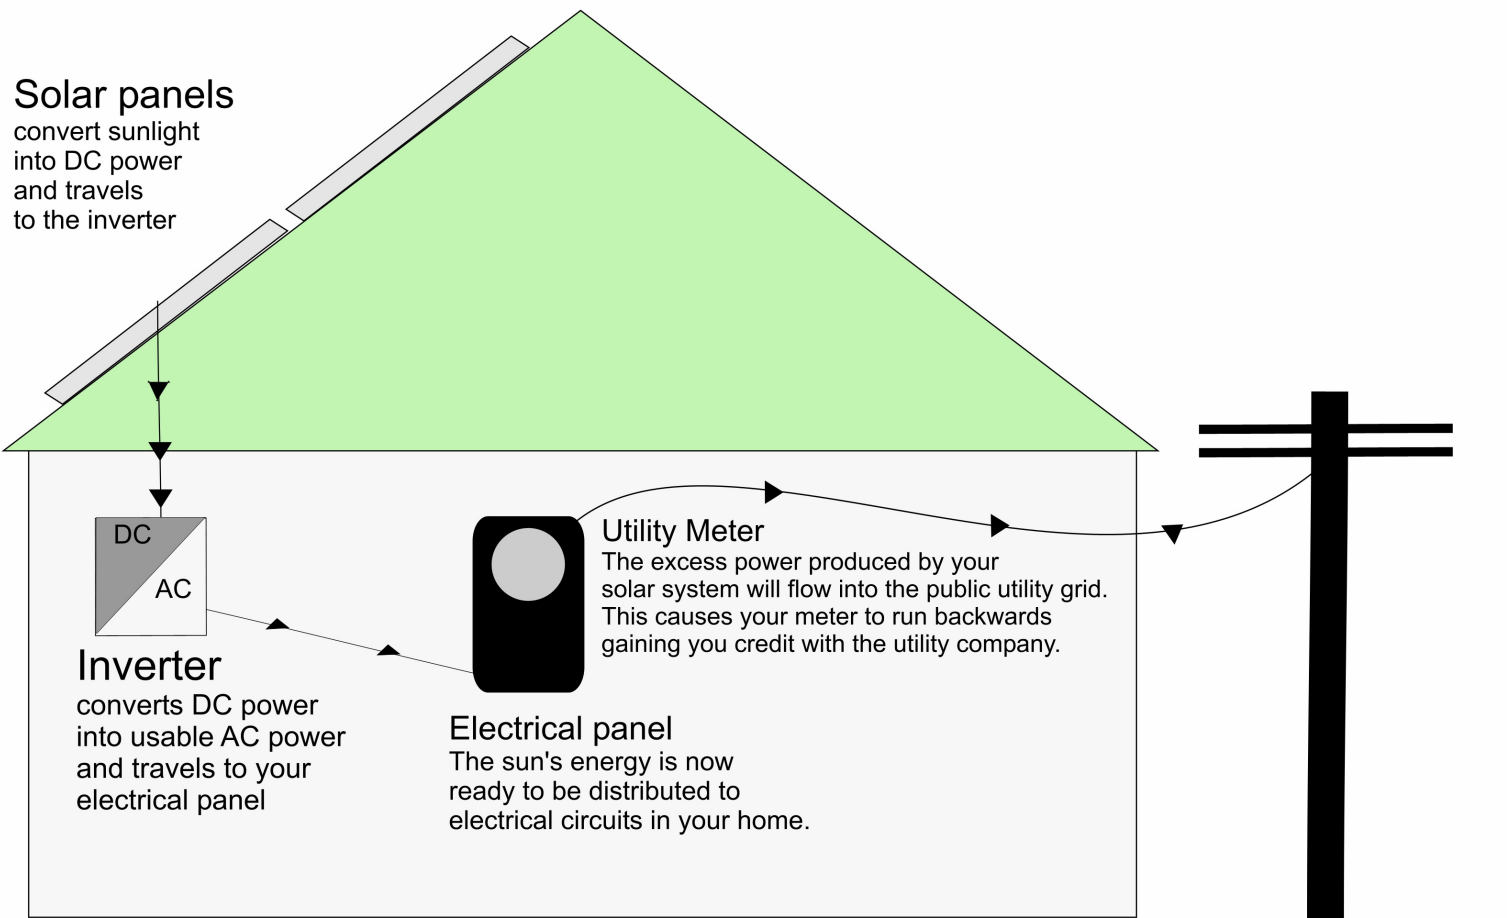 Solar panels
convert sunlight
into DC power
and travels
to the inverter
DC
AC
Inverter
converts DC power
into usable AC power
and travels to your
electrical panel
Utility Meter
The excess power produced by your
solar system will flow into the public utility grid.
This causes your meter to run backwards
gaining you credit with the utility company.
Electrical panel
The sun's energy is now
ready to be distributed to
electrical circuits in your home.